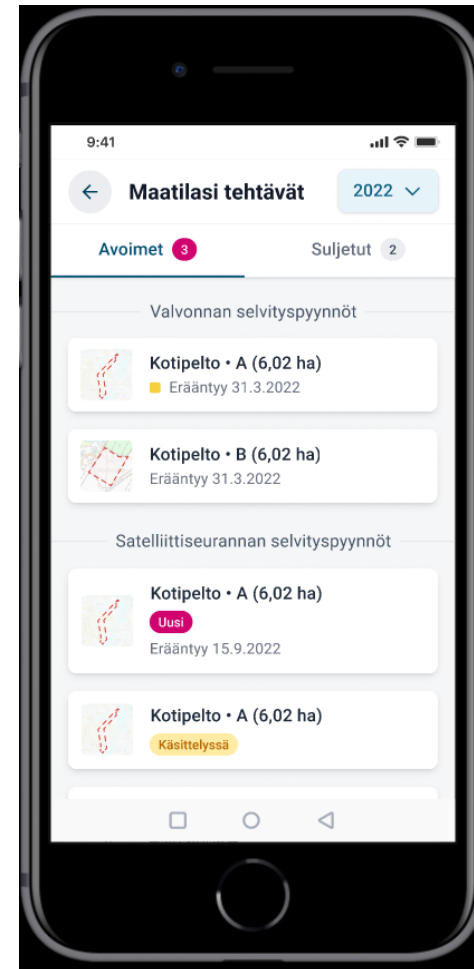 9:41
Maatilasi tehtävät
2022
Avoimet 3
Suljetut 2
Valvonnan selvityspyynnöt
Kotipelto • A (6,02 ha)
Erääntyy 31.3.2022
Kotipelto • B (6,02 ha)
Erääntyy 31.3.2022
Satelliittiseurannan selvityspyynnöt
Kotipelto • A (6,02 ha)
Uusi
Erääntyy 15.9.2022
Kotipelto • A (6,02 ha)
Käsittelyssä